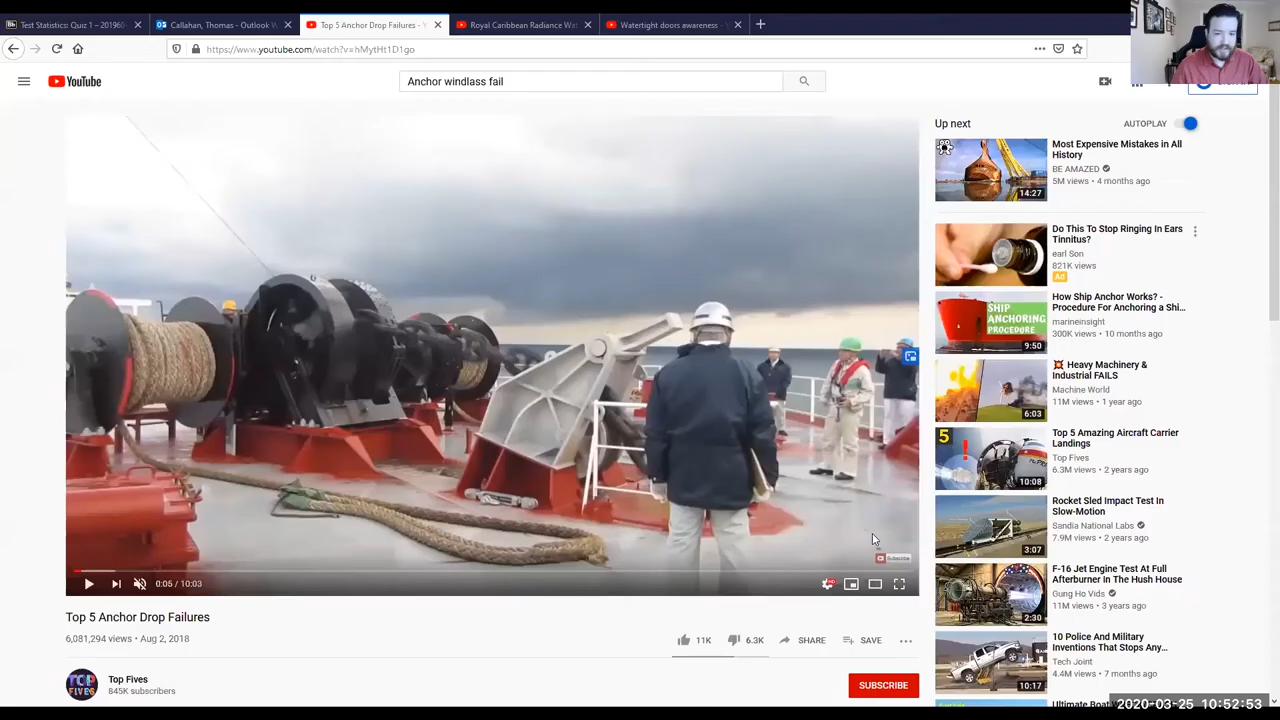 Test Statistics: Quiz 1 – 201960
Callahan, Thomas - Outlook W
Top 5 Anchor Drop Failures - Y
Royal Caribbean Radiance Wa
Watertight doors awareness -
https://www.youtube.com/watch?v=hMytHt1D1go
YouTube
Anchor windlass fail
Subscribe
0:05 / 10:03
HD
Top 5 Anchor Drop Failures
6,081,294 views • Aug 2, 2018
11K
6.3K
SHARE
SAVE
TOP FIVES
Top Fives
845K subscribers
SUBSCRIBE
Up next
AUTOPLAY
14:27
Most Expensive Mistakes in All
History
BE AMAZED
5M views • 4 months ago
Do This To Stop Ringing In Ears
Tinnitus?
earl Son
821K views
Ad
SHIP
ANCHORING
PROCEDURE
9:50
How Ship Anchor Works? -
Procedure For Anchoring a Shi...
marineinsight
300K views • 10 months ago
6:03
💥 Heavy Machinery &
Industrial FAILS
Machine World
11M views • 1 year ago
5
10:08
Top 5 Amazing Aircraft Carrier
Landings
Top Fives
6.3M views • 2 years ago
3:07
Rocket Sled Impact Test In
Slow-Motion
Sandia National Labs
7.9M views • 2 years ago
2:30
F-16 Jet Engine Test At Full
Afterburner In The Hush House
Gung Ho Vids
11M views • 3 years ago
10:17
10 Police And Military
Inventions That Stops Any...
Tech Joint
4.4M views • 7 months ago
2020-03-25 10:52:53